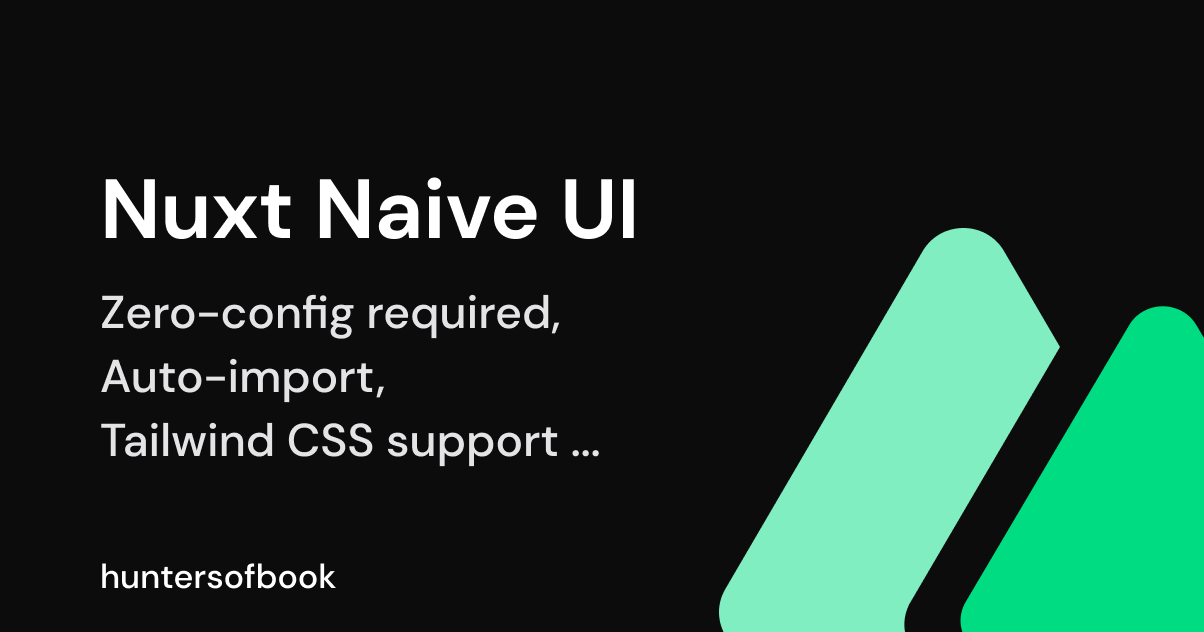 Nuxt Naive UI
Zero-config required,
Auto-import,
Tailwind CSS support ...
huntersofbook